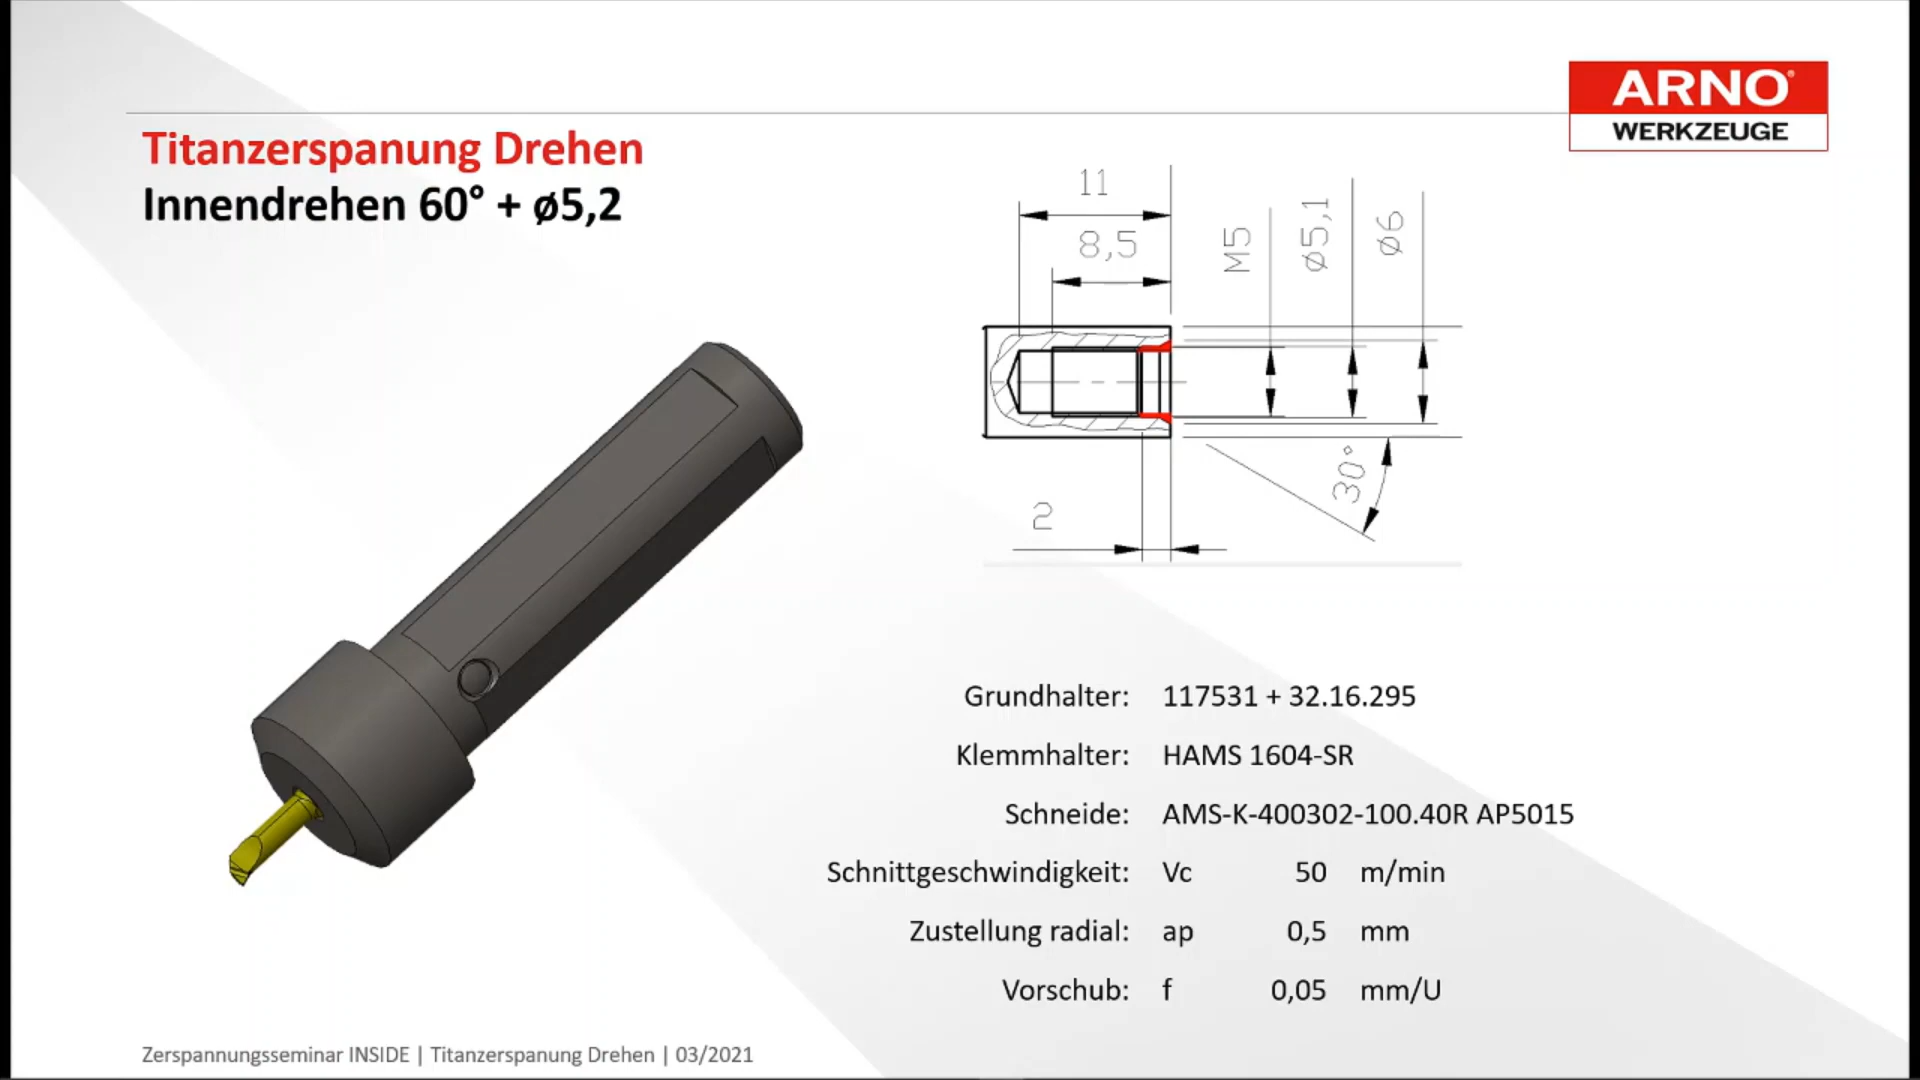 ARNO®
WERKZEUGE
Titanzerspanung Drehen
Innendrehen 60° + ø5,2
11
8,5
M5
ø5,1
ø6
30°
2
Grundhalter: 117531 + 32.16.295
Klemmhalter: HAMS 1604-SR
Schneide: AMS-K-400302-100.40R AP5015
Schnittgeschwindigkeit: Vc 50 m/min
Zustellung radial: ap 0,5 mm
Vorschub: f 0,05 mm/U
Zerspannungsseminar INSIDE | Titanzerspanung Drehen | 03/2021